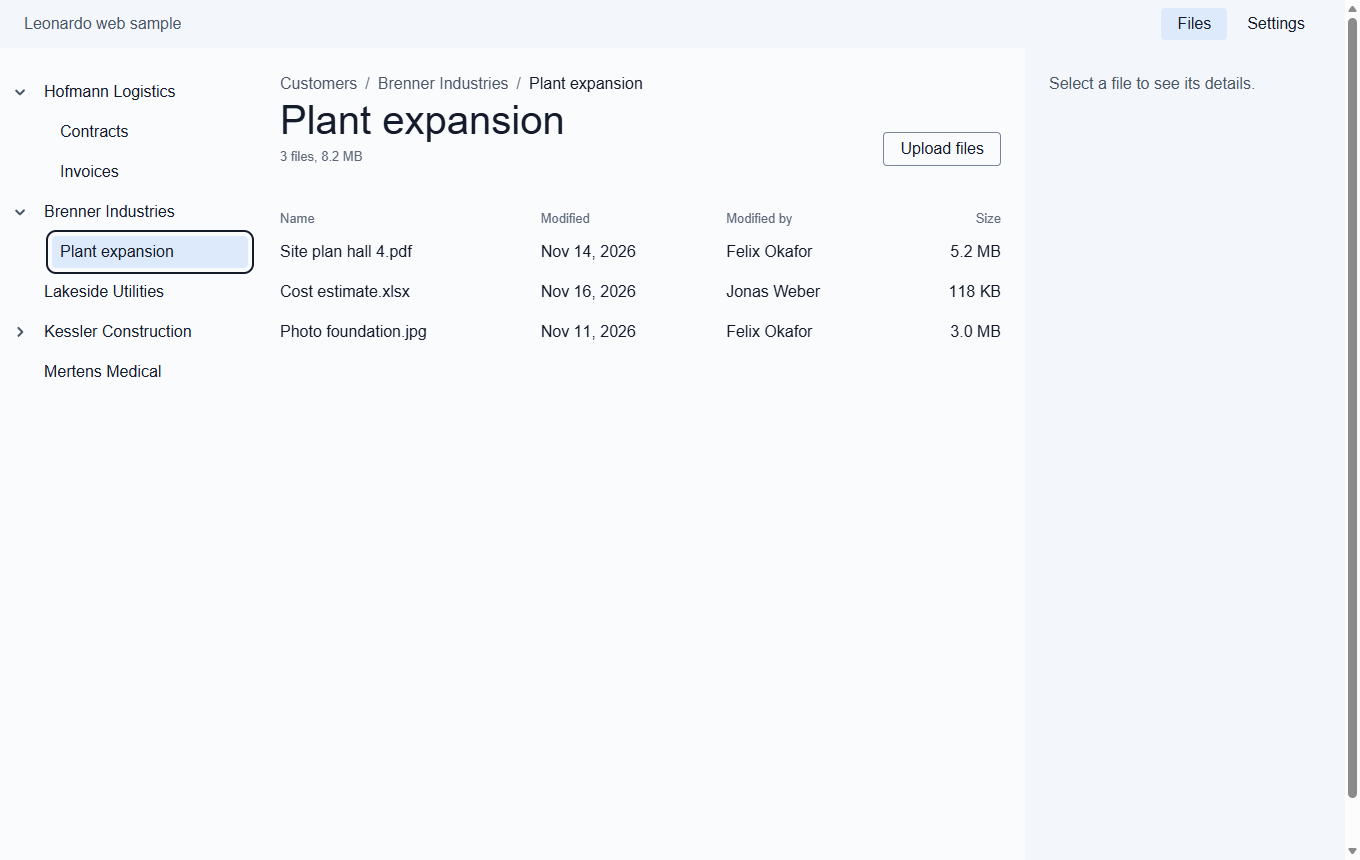 Leonardo web sample
Files
Settings
Hofmann Logistics
Contracts
Invoices
Brenner Industries
Plant expansion
Lakeside Utilities
Kessler Construction
Mertens Medical
Customers / Brenner Industries / Plant expansion
Plant expansion
3 files, 8.2 MB
Upload files
Name Modified Modified by Size
Site plan hall 4.pdf Nov 14, 2026 Felix Okafor 5.2 MB
Cost estimate.xlsx Nov 16, 2026 Jonas Weber 118 KB
Photo foundation.jpg Nov 11, 2026 Felix Okafor 3.0 MB
Select a file to see its details.